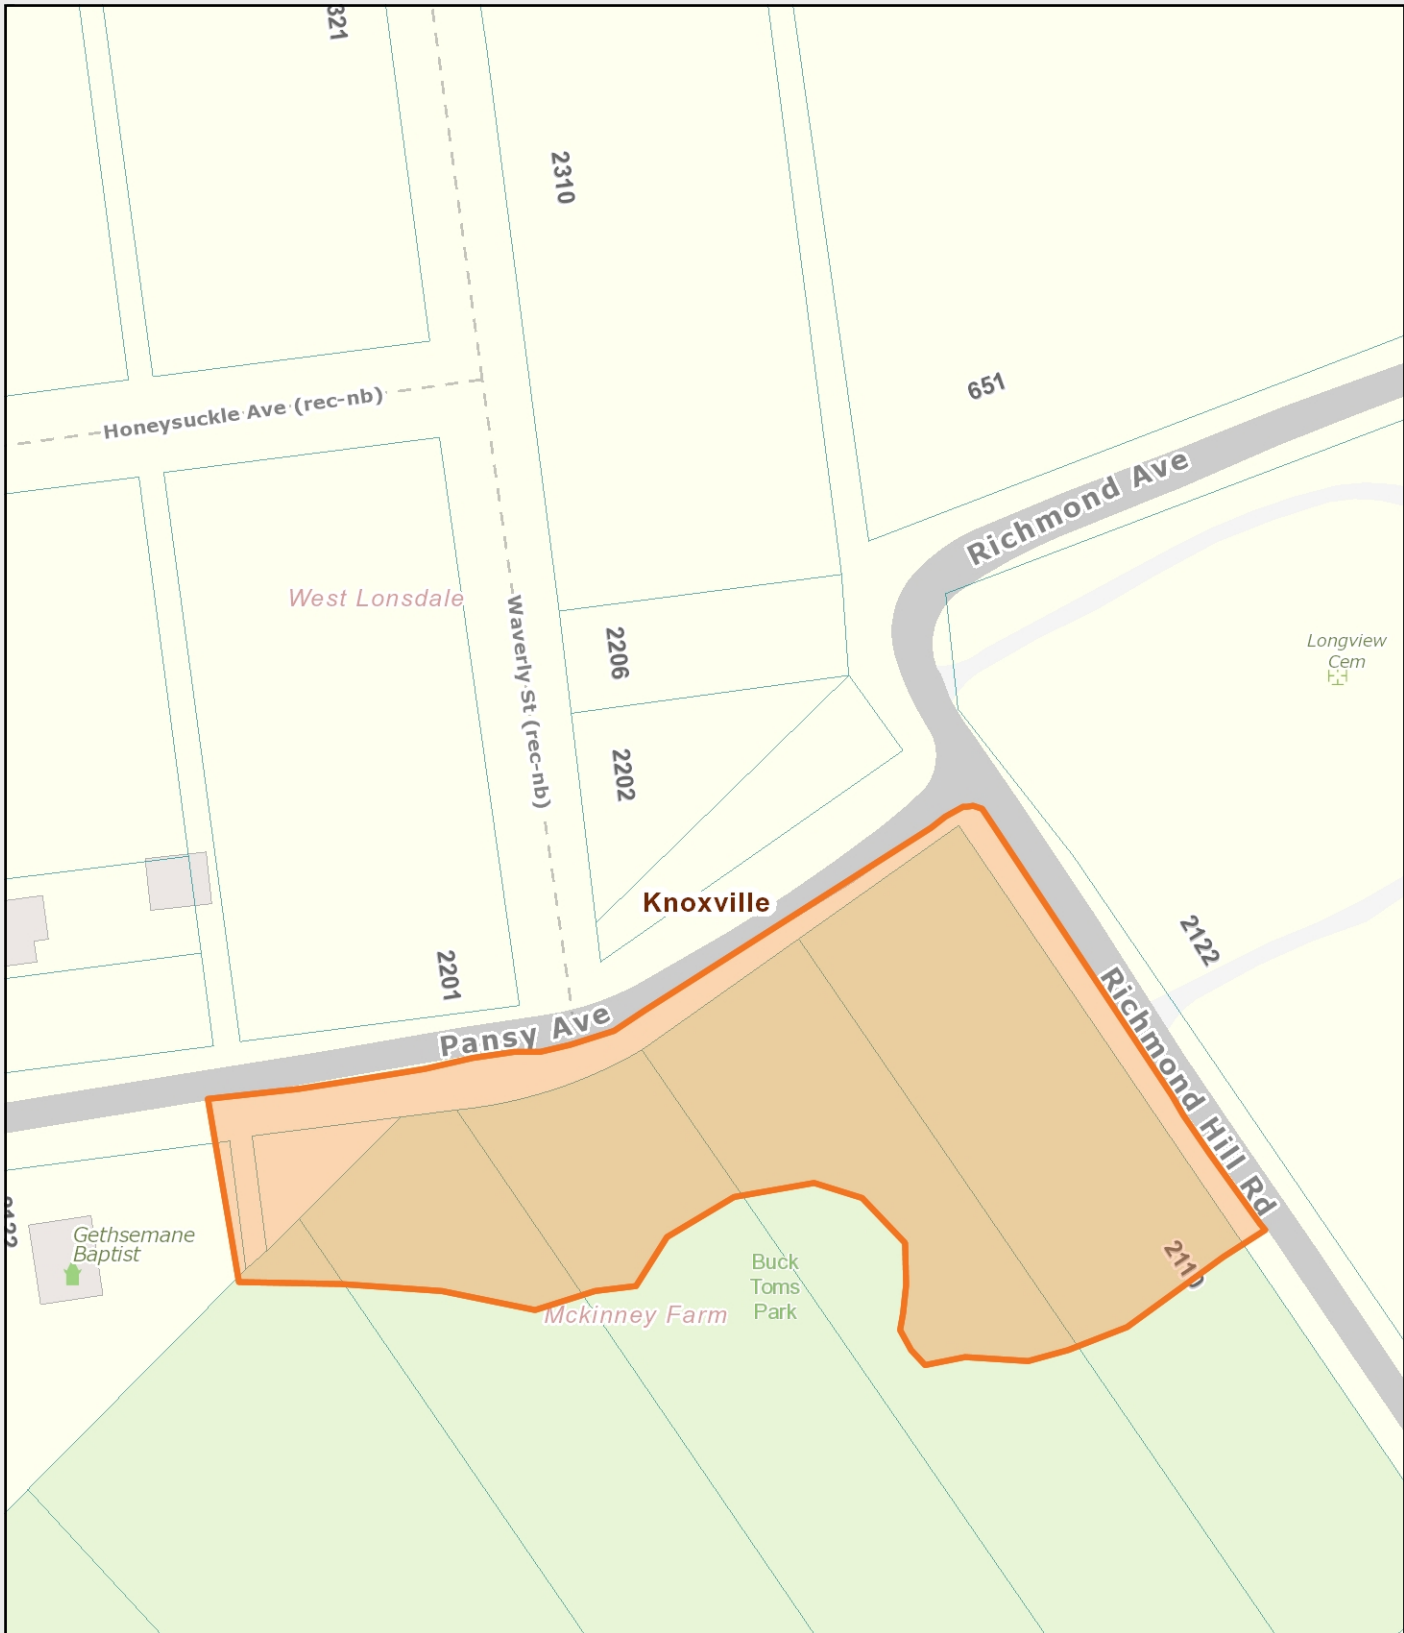 2310
651
Honeysuckle Ave (rec-nb)
Richmond Ave
West Lonsdale
Waverly St (rec-nb)
2206
Longview
Cem
2202
Knoxville
2201
2122
Pansy Ave
Richmond Hill Rd
Gethsemane
Baptist
Buck
Toms
Park
Mckinney Farm